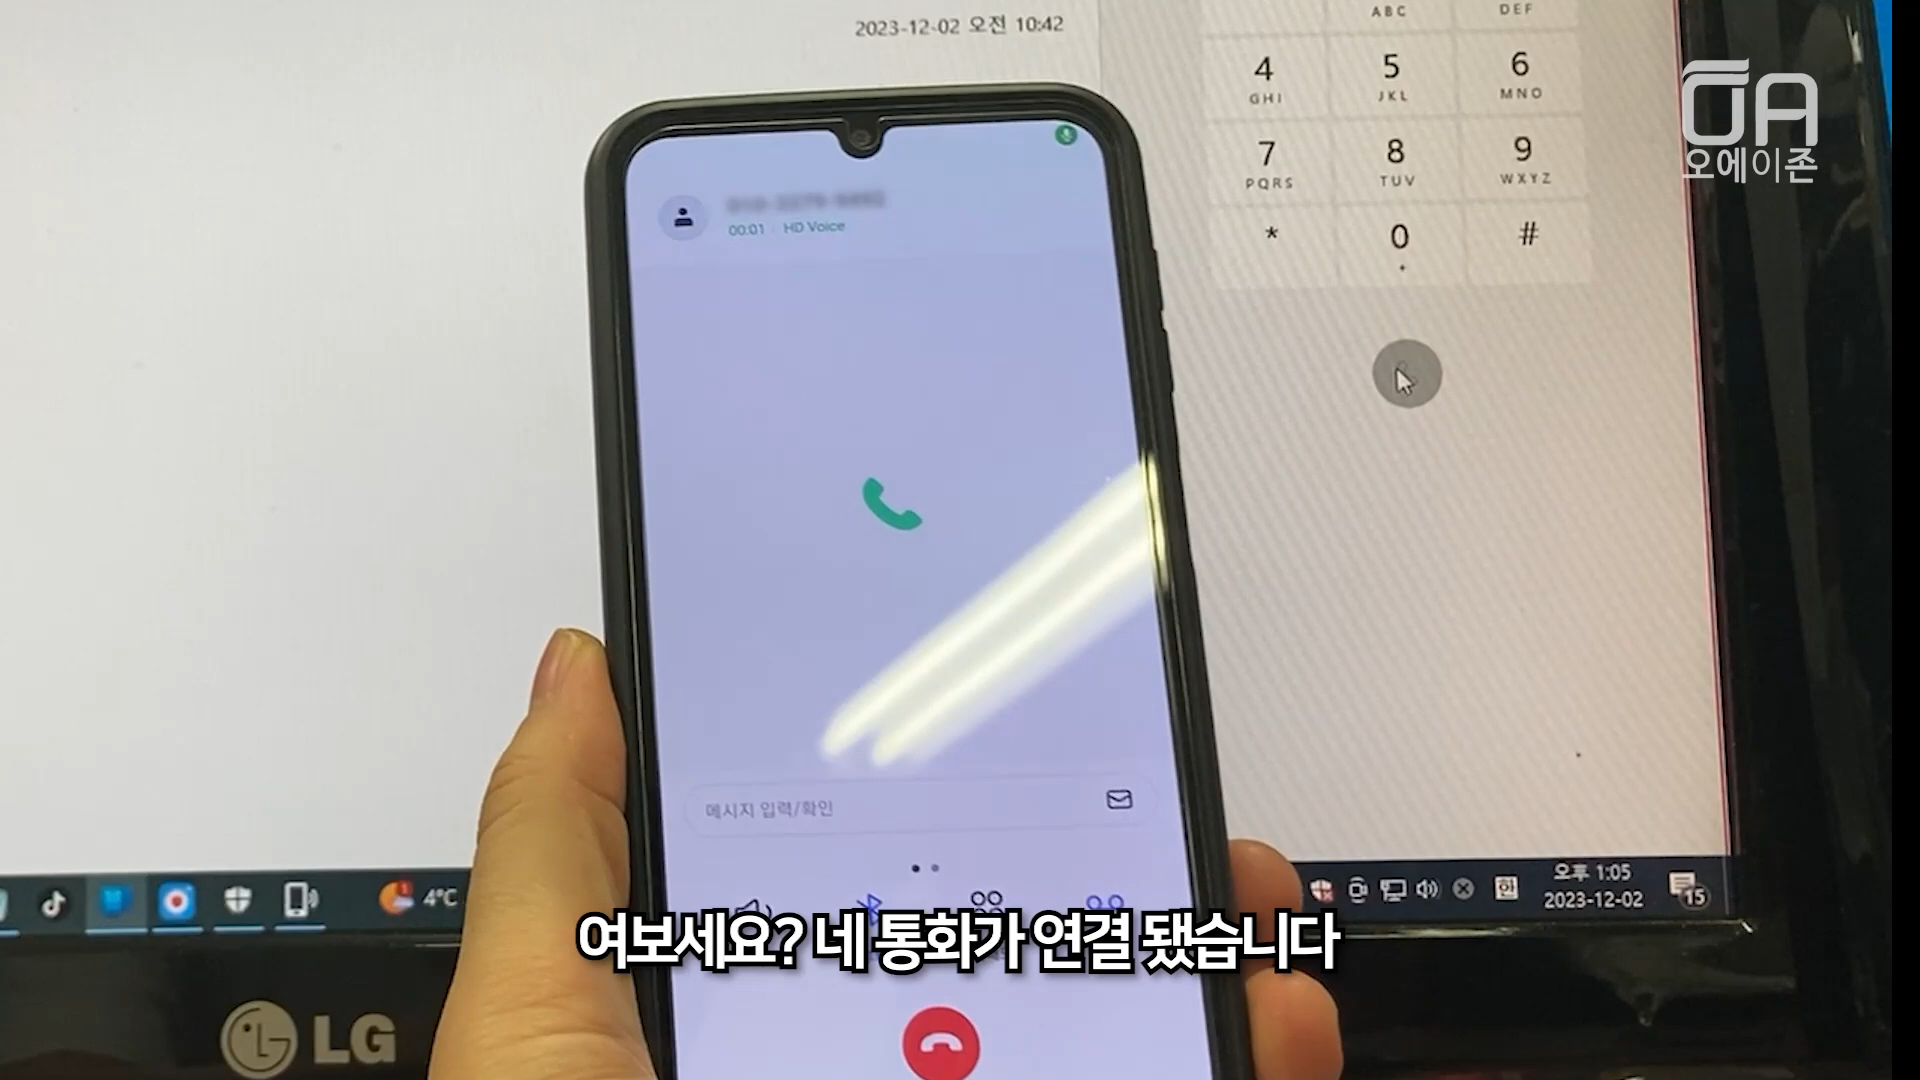 2023-12-02 오전 10:42
ABC
DEF
4
5
6
GHI
JKL
MNO
7
8
9
PQRS
TUV
WXYZ
*
0
#
오에이존
00:01
HD Voice
메시지 입력/확인
1
4°C
한
오후 1:05
2023-12-02
15
여보세요? 네 통화가 연결 됐습니다
LG